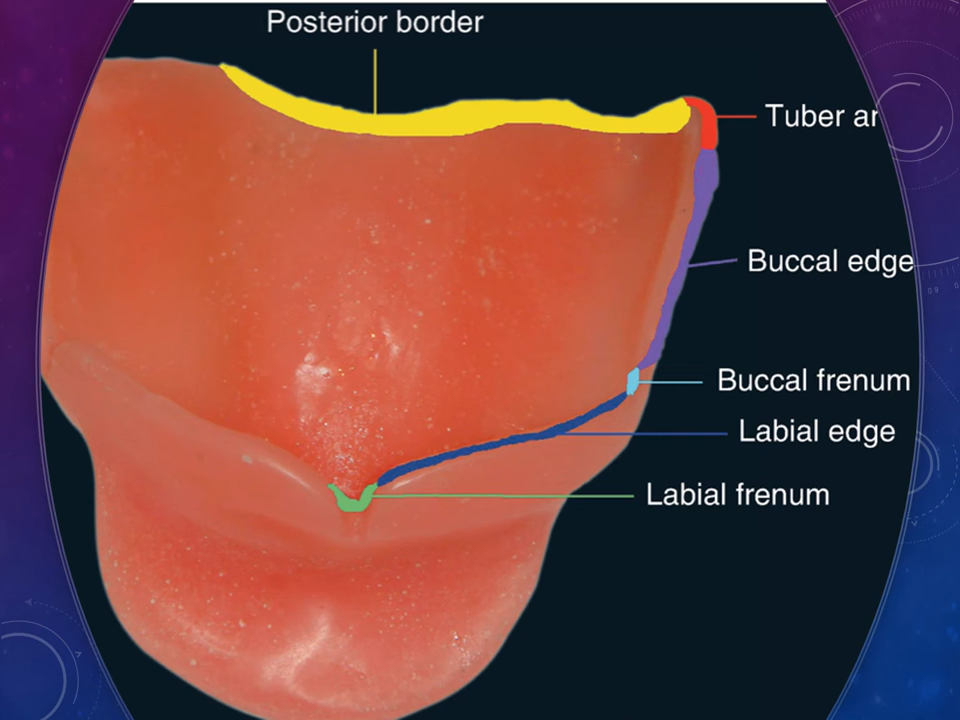 Posterior border
Tuber ar
Buccal edge
Buccal frenum
Labial edge
Labial frenum